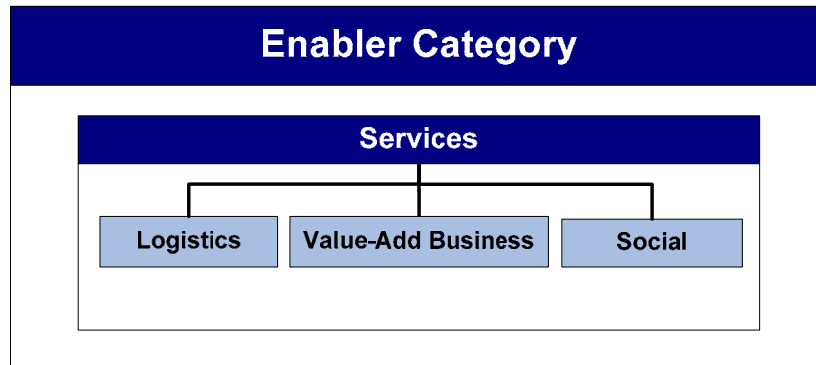 Enabler Category
Services
Logistics
Value-Add Business
Social